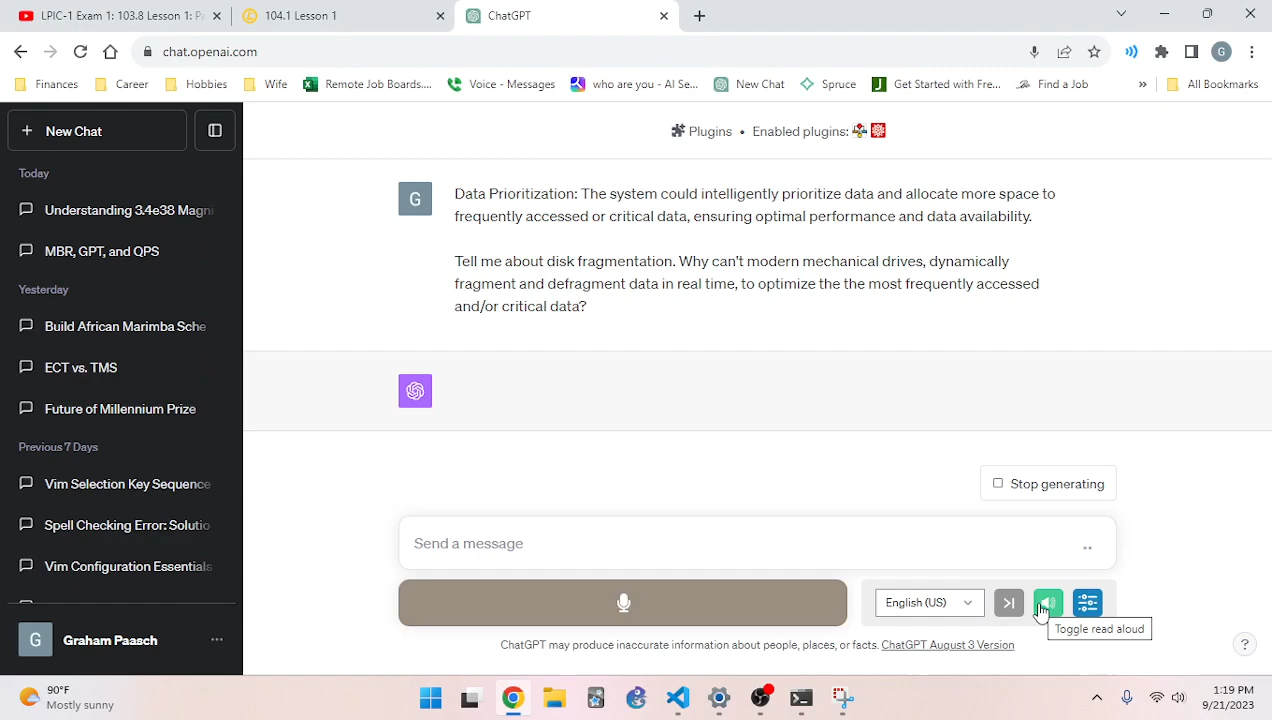 LPIC-1 Exam 1: 103.8 Lesson 1: Pa
104.1 Lesson 1
ChatGPT
chat.openai.com
G
Finances
Career
Hobbies
Wife
Remote Job Boards....
Voice - Messages
who are you - AI Se...
New Chat
Spruce
Get Started with Fre...
Find a Job
»
All Bookmarks
New Chat
Plugins • Enabled plugins:
Today
Understanding 3.4e38 Magni
MBR, GPT, and QPS
Yesterday
Build African Marimba Sche
ECT vs. TMS
Future of Millennium Prize
Previous 7 Days
Vim Selection Key Sequence
Spell Checking Error: Solutio
Vim Configuration Essentials
G
Graham Paasch
...
G
Data Prioritization: The system could intelligently prioritize data and allocate more space to
frequently accessed or critical data, ensuring optimal performance and data availability.
Tell me about disk fragmentation. Why can't modern mechanical drives, dynamically
fragment and defragment data in real time, to optimize the the most frequently accessed
and/or critical data?
Stop generating
Send a message
English (US)
Toggle read aloud
ChatGPT may produce inaccurate information about people, places, or facts. ChatGPT August 3 Version
?
90°F
Mostly sunny
1:19 PM
9/21/2023